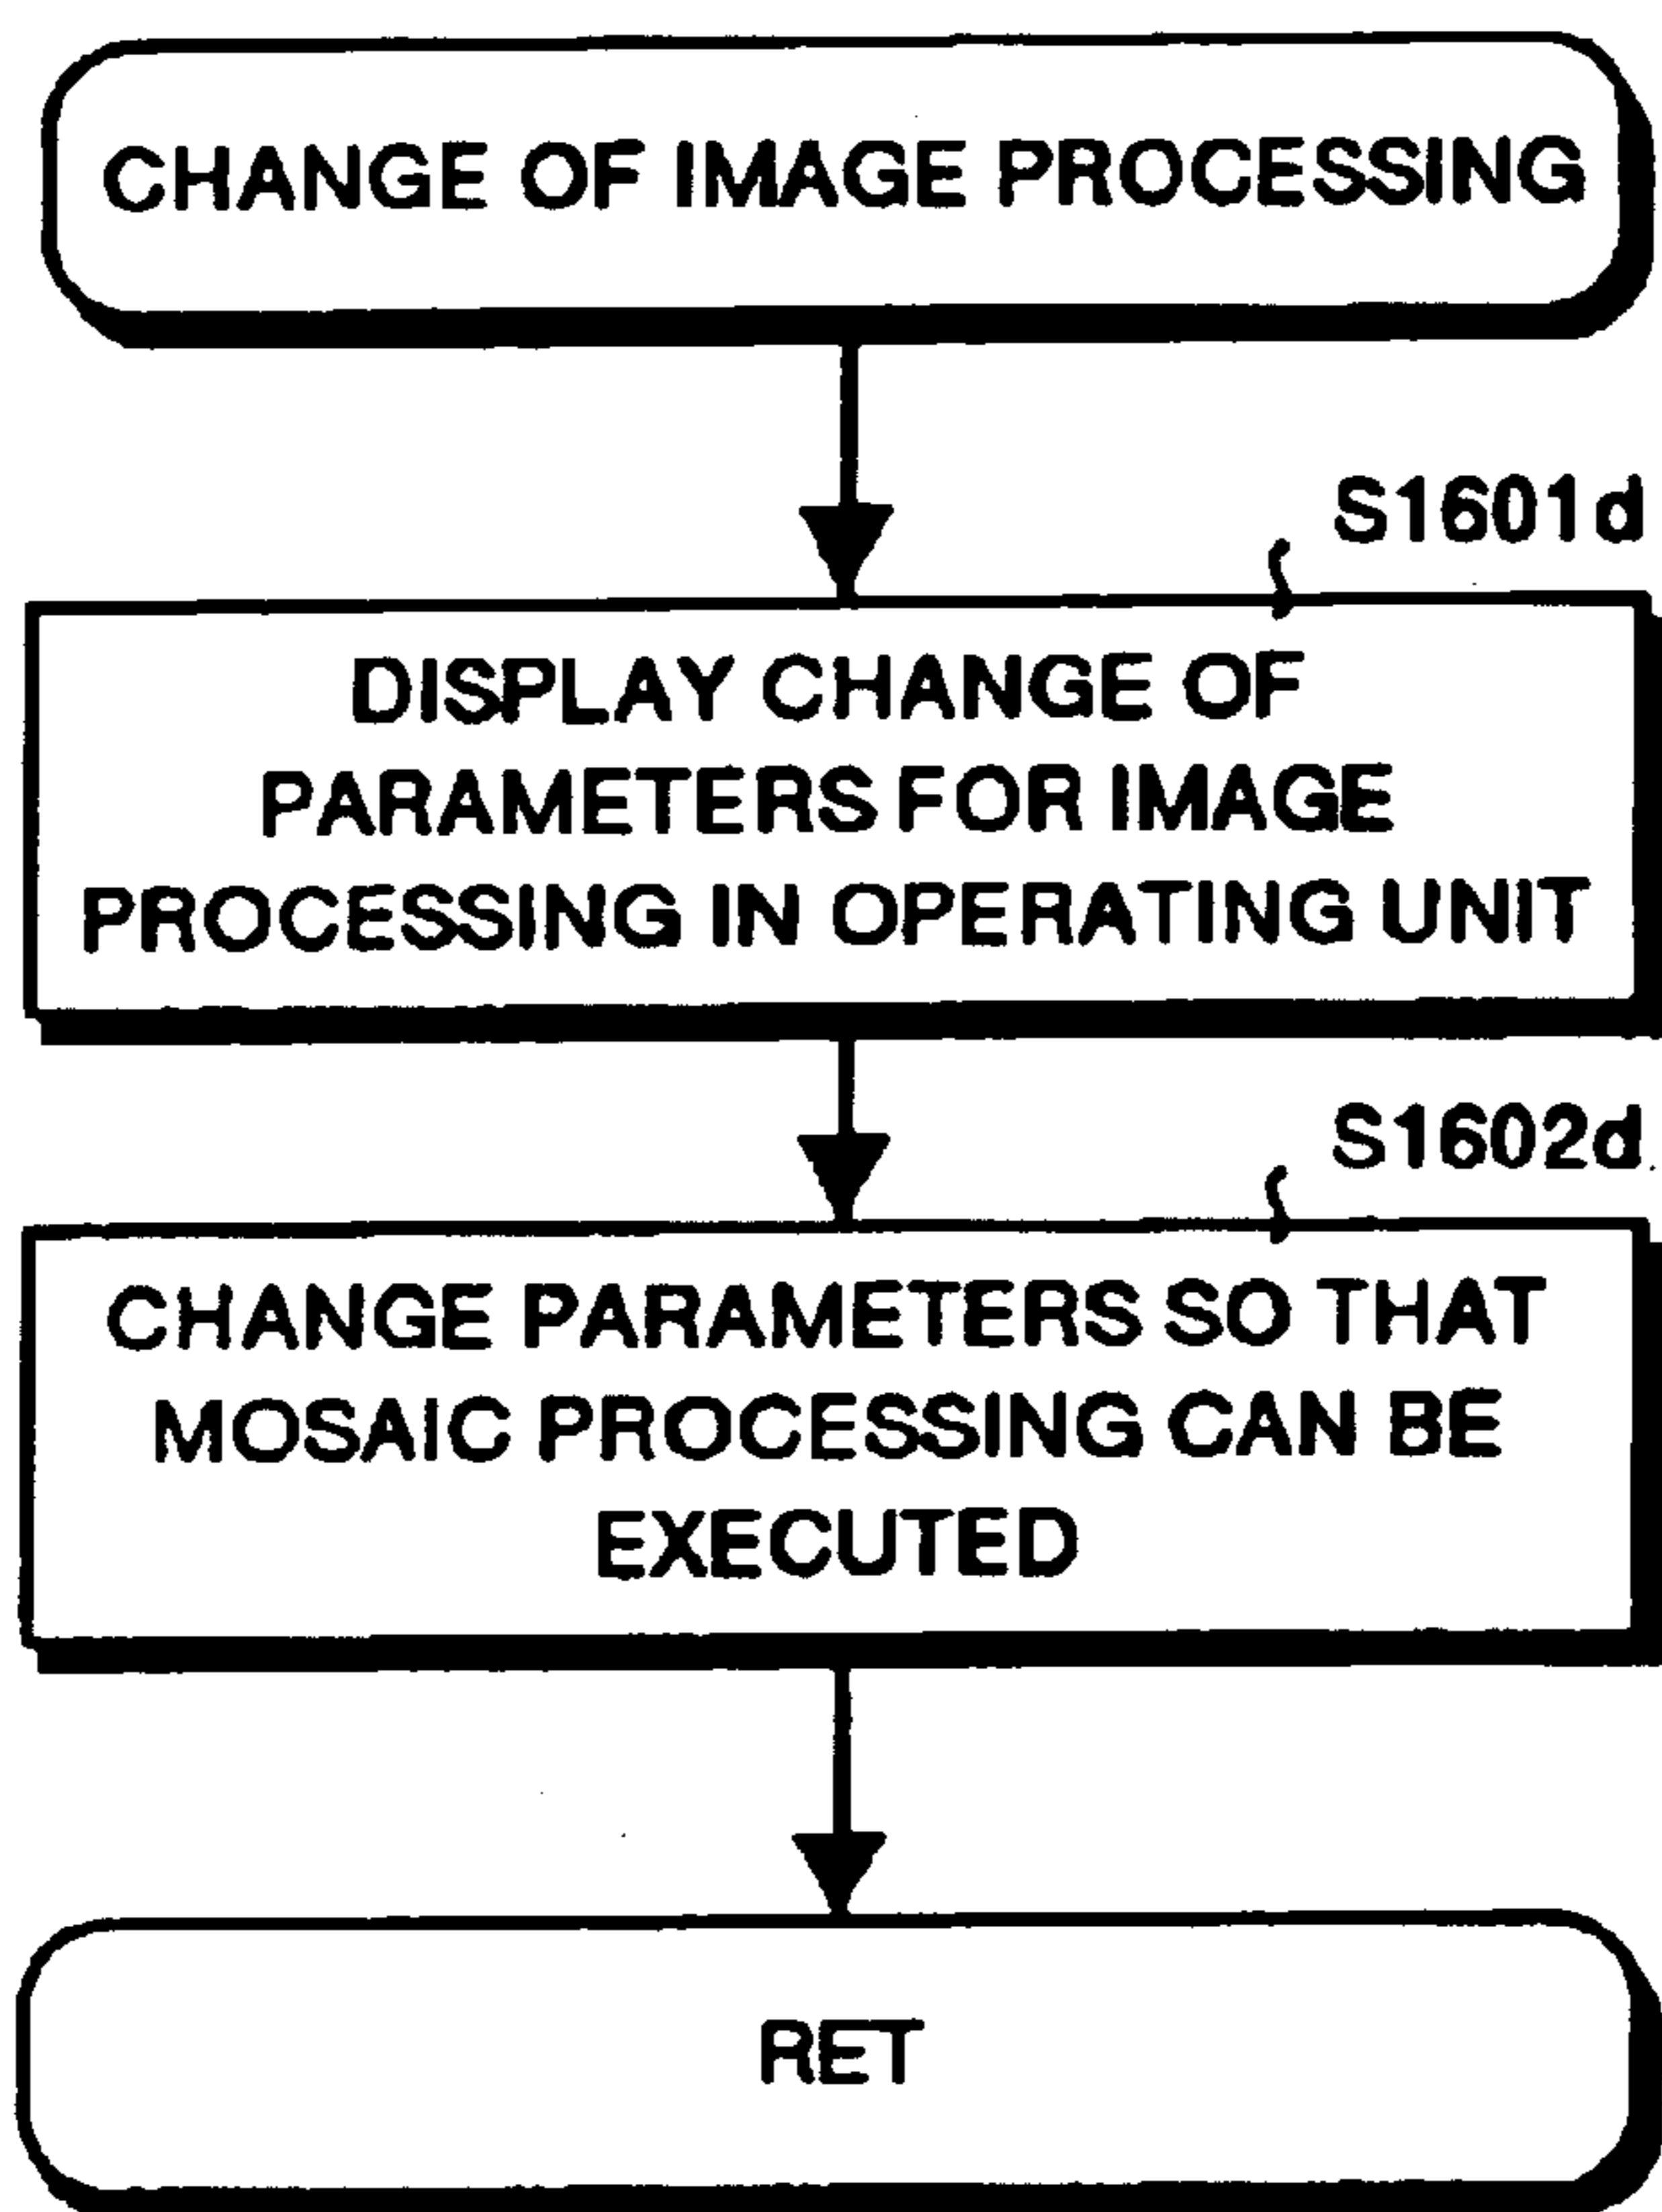 CHANGE OF IMAGE PROCESSING
S1601d
DISPLAY CHANGE OF
PARAMETERS FOR IMAGE
PROCESSING IN OPERATING UNIT
S1602d
CHANGE PARAMETERS SO THAT
MOSAIC PROCESSING CAN BE
EXECUTED
RET